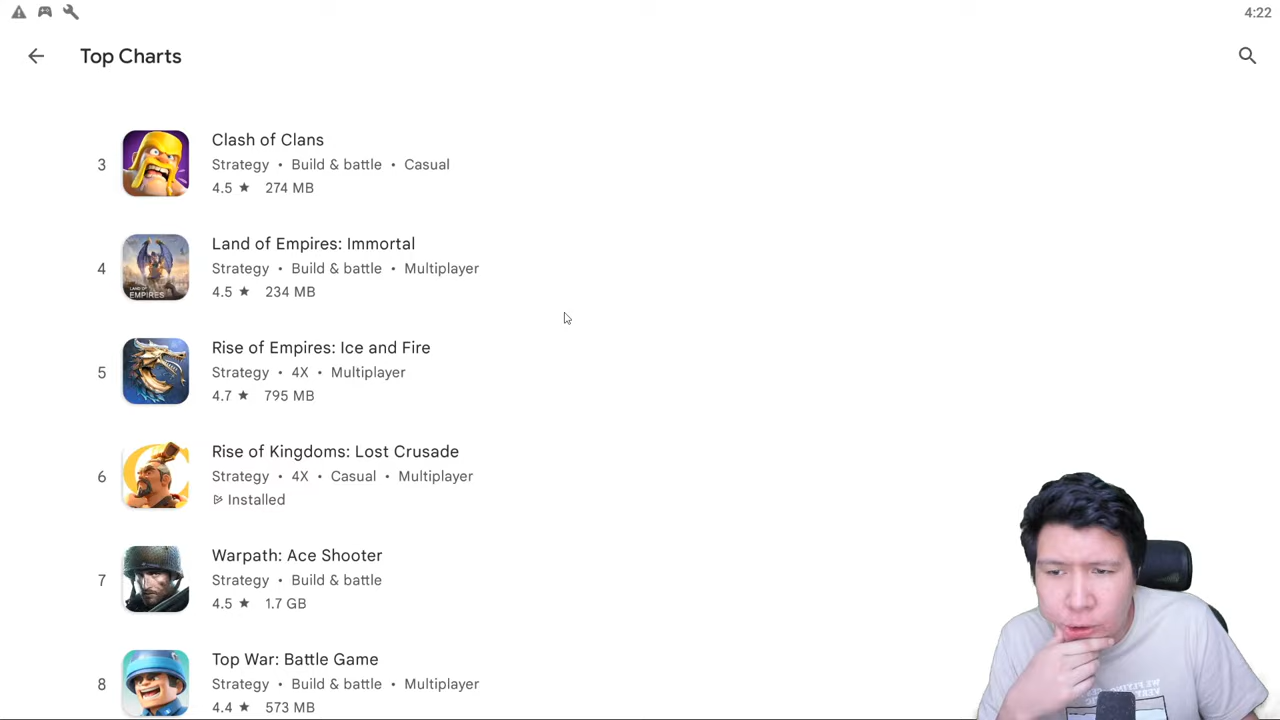 4:22
Top Charts
3
Clash of Clans
Strategy • Build & battle • Casual
4.5 ★ 274 MB
4
LAND OF
EMPIRES
Land of Empires: Immortal
Strategy • Build & battle • Multiplayer
4.5 ★ 234 MB
5
Rise of Empires: Ice and Fire
Strategy • 4X • Multiplayer
4.7 ★ 795 MB
6
Rise of Kingdoms: Lost Crusade
Strategy • 4X • Casual • Multiplayer
Installed
7
Warpath: Ace Shooter
Strategy • Build & battle
4.5 ★ 1.7 GB
8
Top War: Battle Game
Strategy • Build & battle • Multiplayer
4.4 ★ 573 MB